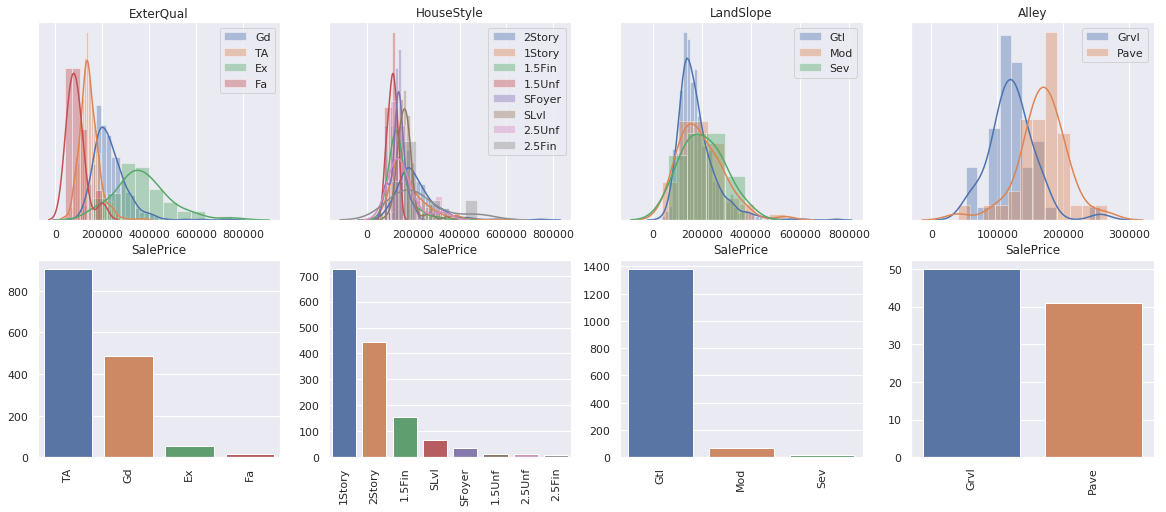 ExterQual
Gd
TA
Ex
Fa
0 200000 400000 600000 800000
SalePrice
HouseStyle
2Story
1Story
1.5Fin
1.5Unf
SFoyer
SLvl
2.5Unf
2.5Fin
0 200000 400000 600000 800000
SalePrice
LandSlope
Gtl
Mod
Sev
0 200000 400000 600000 800000
SalePrice
Alley
Grvl
Pave
0 100000 200000 300000
SalePrice
800
600
400
200
0
TA Gd Ex Fa
700
600
500
400
300
200
100
0
1Story 2Story 1.5Fin SLvl SFoyer 1.5Unf 2.5Unf 2.5Fin
1400
1200
1000
800
600
400
200
0
Gtl Mod Sev
50
40
30
20
10
0
Grvl Pave